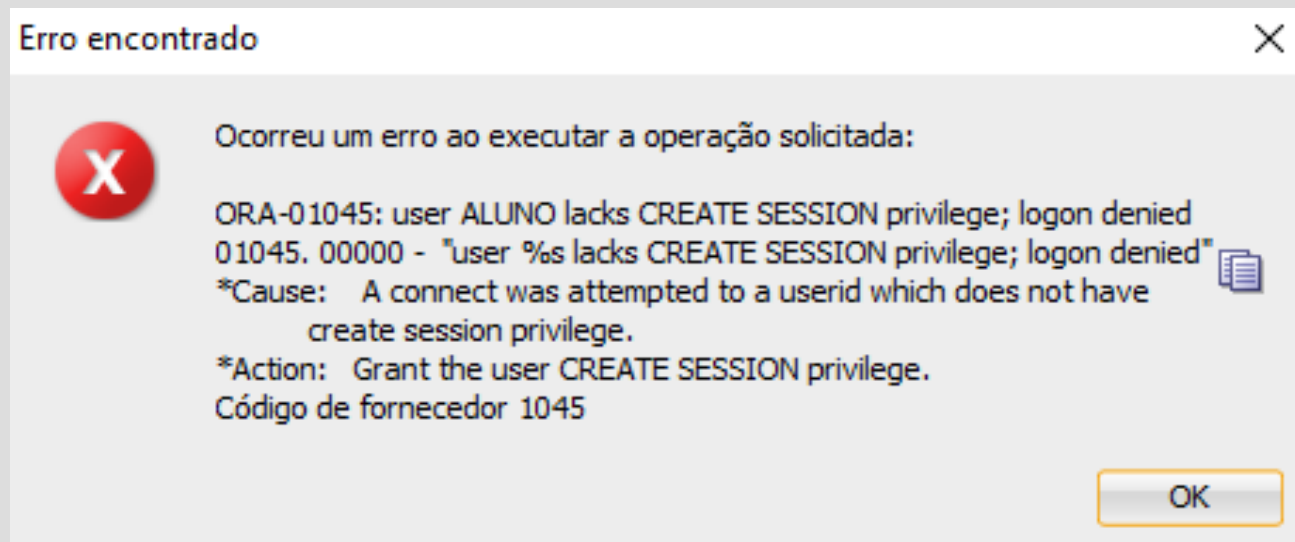 Erro encontrado
Ocorreu um erro ao executar a operação solicitada:
ORA-01045: user ALUNO lacks CREATE SESSION privilege; logon denied
01045. 00000 - "user %s lacks CREATE SESSION privilege; logon denied"
*Cause: A connect was attempted to a userid which does not have
create session privilege.
*Action: Grant the user CREATE SESSION privilege.
Código de fornecedor 1045
OK